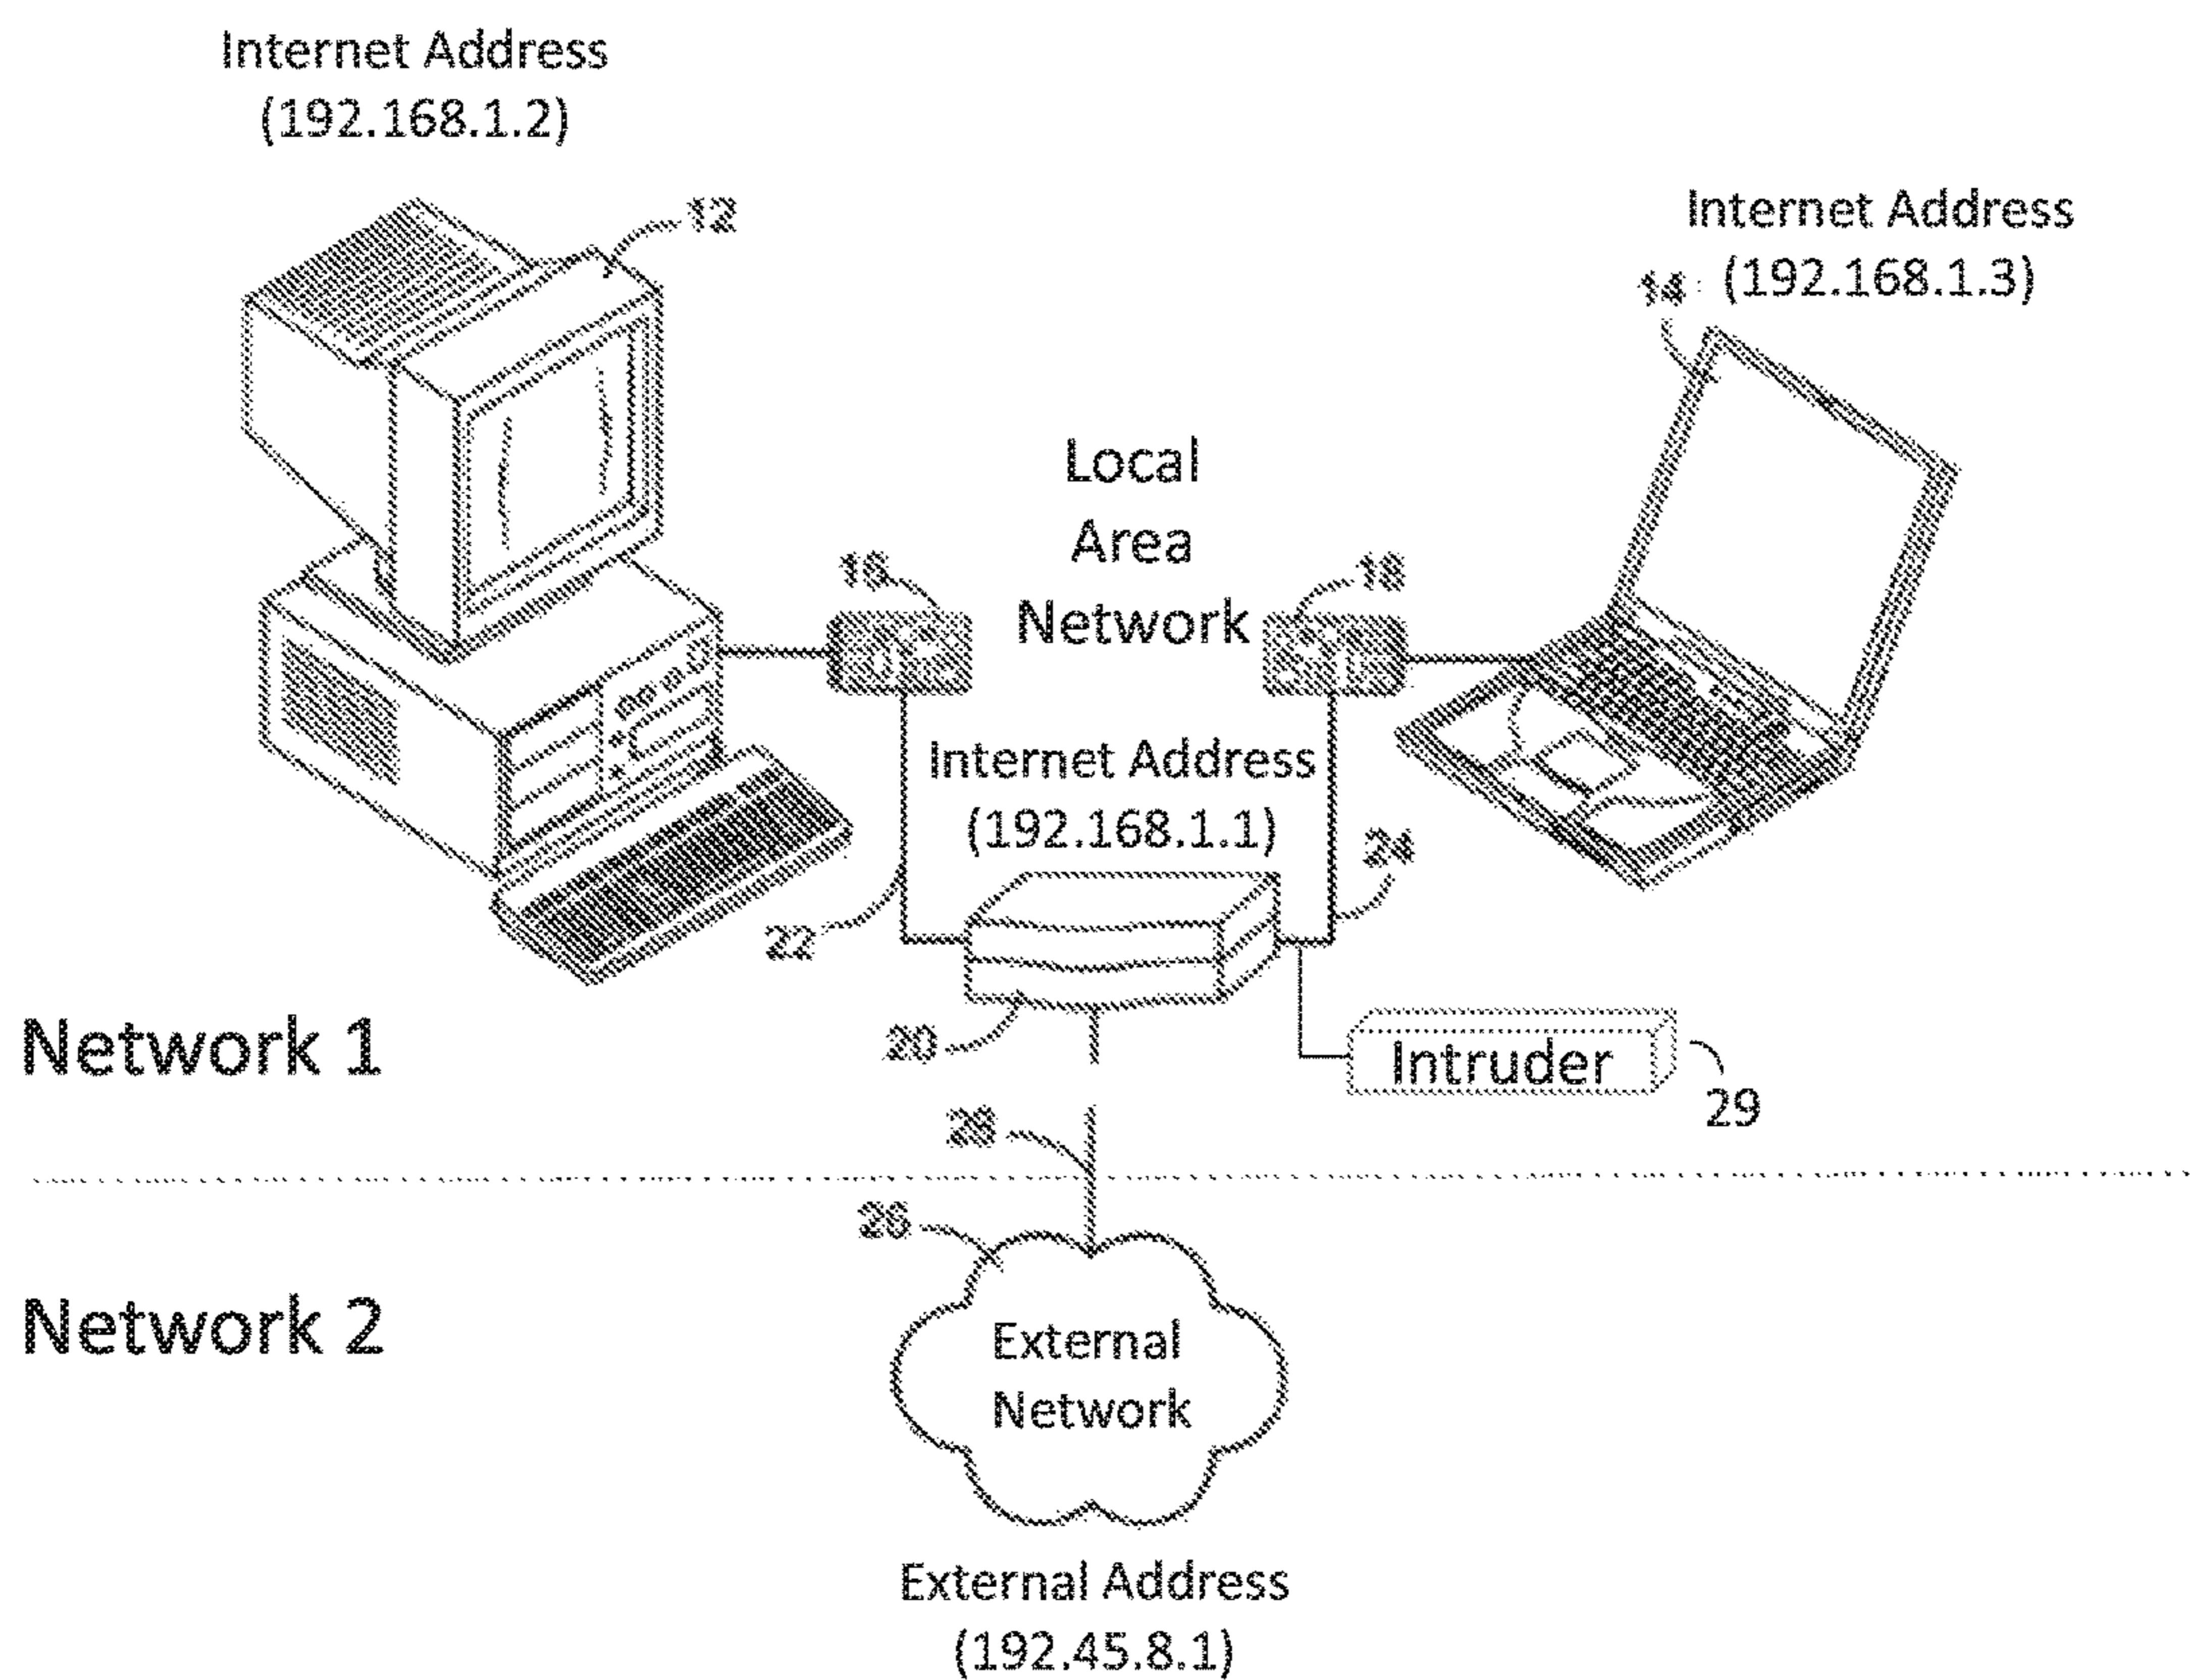 Internet Address
(192.168.1.2)
12
Internet Address
14 (192.168.1.3)
Local
Area
Network
16
18
Internet Address
(192.168.1.1)
24
22
20
Network 1
Intruder
29
28
26
Network 2
External
Network
External Address
(192.45.8.1)